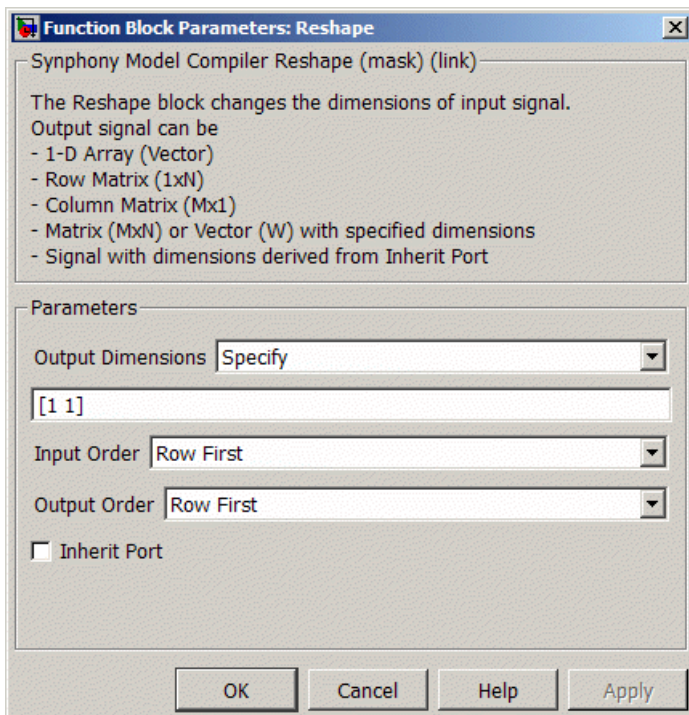 Function Block Parameters: Reshape
Synphony Model Compiler Reshape (mask) (link)
The Reshape block changes the dimensions of input signal.
Output signal can be
- 1-D Array (Vector)
- Row Matrix (1xN)
- Column Matrix (Mx1)
- Matrix (MxN) or Vector (W) with specified dimensions
- Signal with dimensions derived from Inherit Port
Parameters
Output Dimensions Specify
[1 1]
Input Order Row First
Output Order Row First
Inherit Port
OK Cancel Help Apply